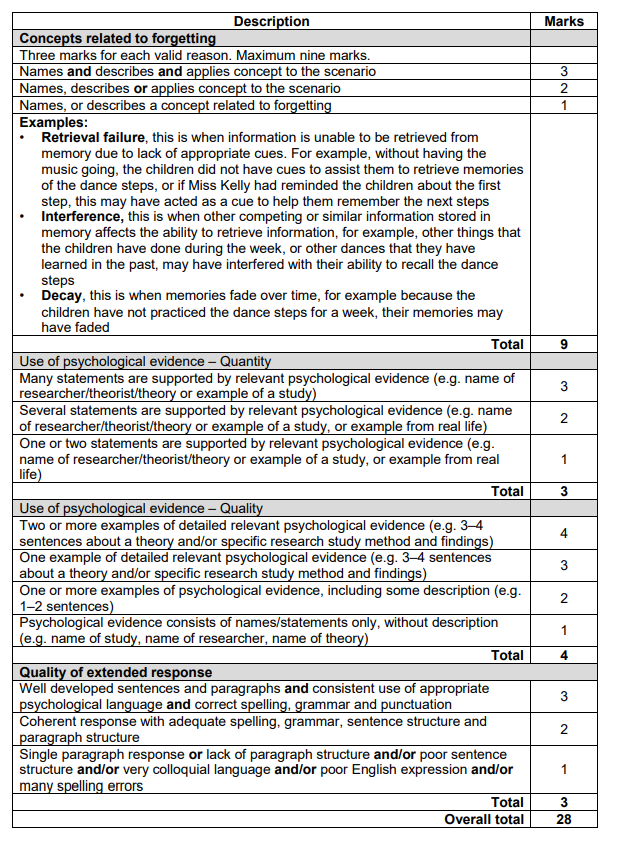 Description Marks
Concepts related to forgetting
Three marks for each valid reason. Maximum nine marks.
Names and describes and applies concept to the scenario 3
Names, describes or applies concept to the scenario 2
Names, or describes a concept related to forgetting 1
Examples:
• Retrieval failure, this is when information is unable to be retrieved from
memory due to lack of appropriate cues. For example, without having the
music going, the children did not have cues to assist them to retrieve memories
of the dance steps, or if Miss Kelly had reminded the children about the first
step, this may have acted as a cue to help them remember the next steps
• Interference, this is when other competing or similar information stored in
memory affects the ability to retrieve information, for example, other things that
the children have done during the week, or other dances that they have
learned in the past, may have interfered with their ability to recall the dance
steps
• Decay, this is when memories fade over time, for example because the
children have not practiced the dance steps for a week, their memories may
have faded
Total 9
Use of psychological evidence – Quantity
Many statements are supported by relevant psychological evidence (e.g. name of
researcher/theorist/theory or example of a study) 3
Several statements are supported by relevant psychological evidence (e.g. name
of researcher/theorist/theory or example of a study, or example from real life) 2
One or two statements are supported by relevant psychological evidence (e.g.
name of researcher/theorist/theory or example of a study, or example from real
life) 1
Total 3
Use of psychological evidence – Quality
Two or more examples of detailed relevant psychological evidence (e.g. 3–4
sentences about a theory and/or specific research study method and findings) 4
One example of detailed relevant psychological evidence (e.g. 3–4 sentences
about a theory and/or specific research study method and findings) 3
One or more examples of psychological evidence, including some description (e.g.
1–2 sentences) 2
Psychological evidence consists of names/statements only, without description
(e.g. name of study, name of researcher, name of theory) 1
Total 4
Quality of extended response
Well developed sentences and paragraphs and consistent use of appropriate
psychological language and correct spelling, grammar and punctuation 3
Coherent response with adequate spelling, grammar, sentence structure and
paragraph structure 2
Single paragraph response or lack of paragraph structure and/or poor sentence
structure and/or very colloquial language and/or poor English expression and/or
many spelling errors 1
Total 3
Overall total 28